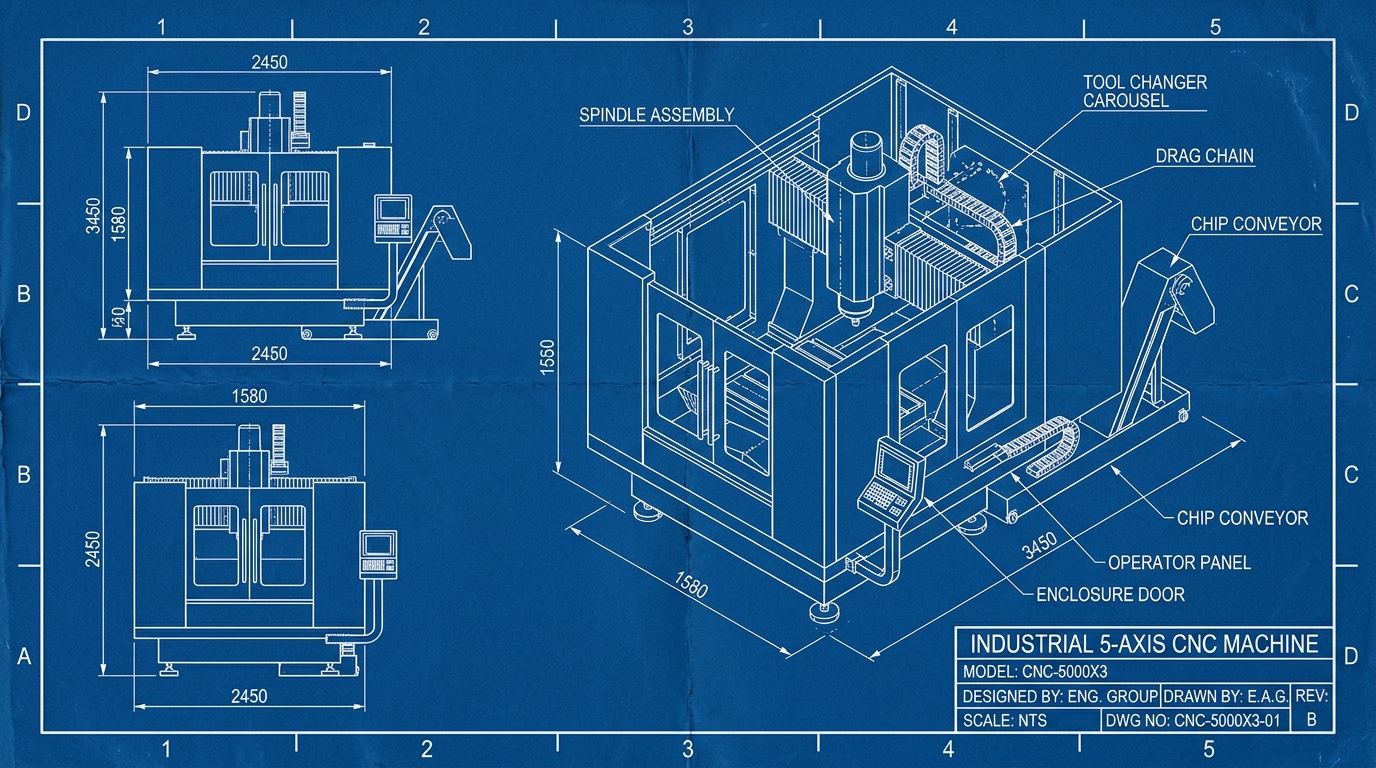 1 2 3 4 5
D
B
B
A
D
C
C
D
1 2 3 4 5
2450
3450
1580
2450
1580
2450
2450
SPINDLE ASSEMBLY
TOOL CHANGER
CAROUSEL
DRAG CHAIN
CHIP CONVEYOR
1560
CHIP CONVEYOR
3450
OPERATOR PANEL
1580
ENCLOSURE DOOR
INDUSTRIAL 5-AXIS CNC MACHINE
MODEL: CNC-5000X3
DESIGNED BY: ENG. GROUP DRAWN BY: E.A.G. REV:
SCALE: NTS DWG NO: CNC-5000X3-01 B